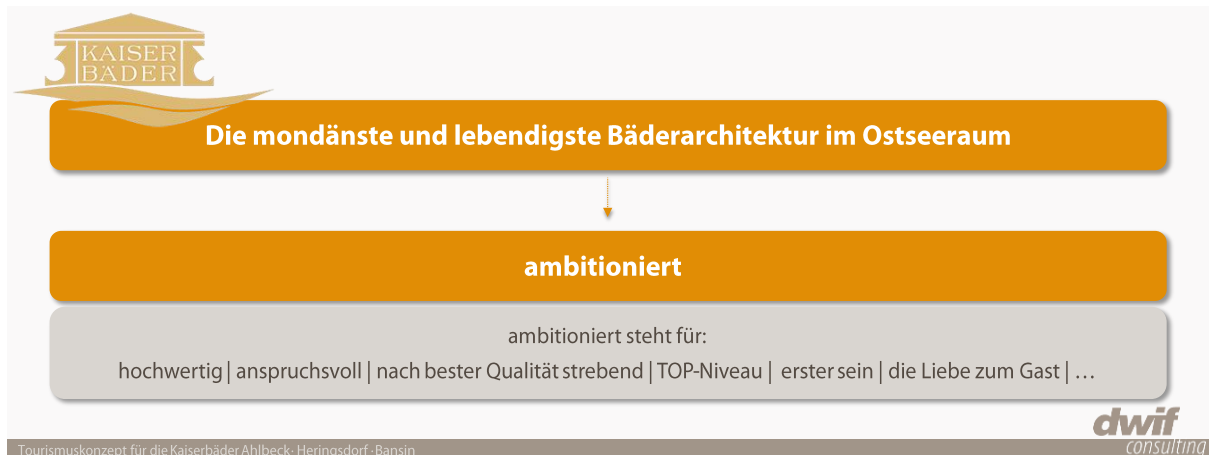 KAISER
BÄDER
Die mondänste und lebendigste Bäderarchitektur im Ostseeraum
ambitioniert
ambitioniert steht für:
hochwertig | anspruchsvoll | nach bester Qualität strebend | TOP-Niveau | erster sein | die Liebe zum Gast | …
dwif
consulting
Tourismuskonzept für die Kaiserbäder Ahlbeck · Heringsdorf · Bansin